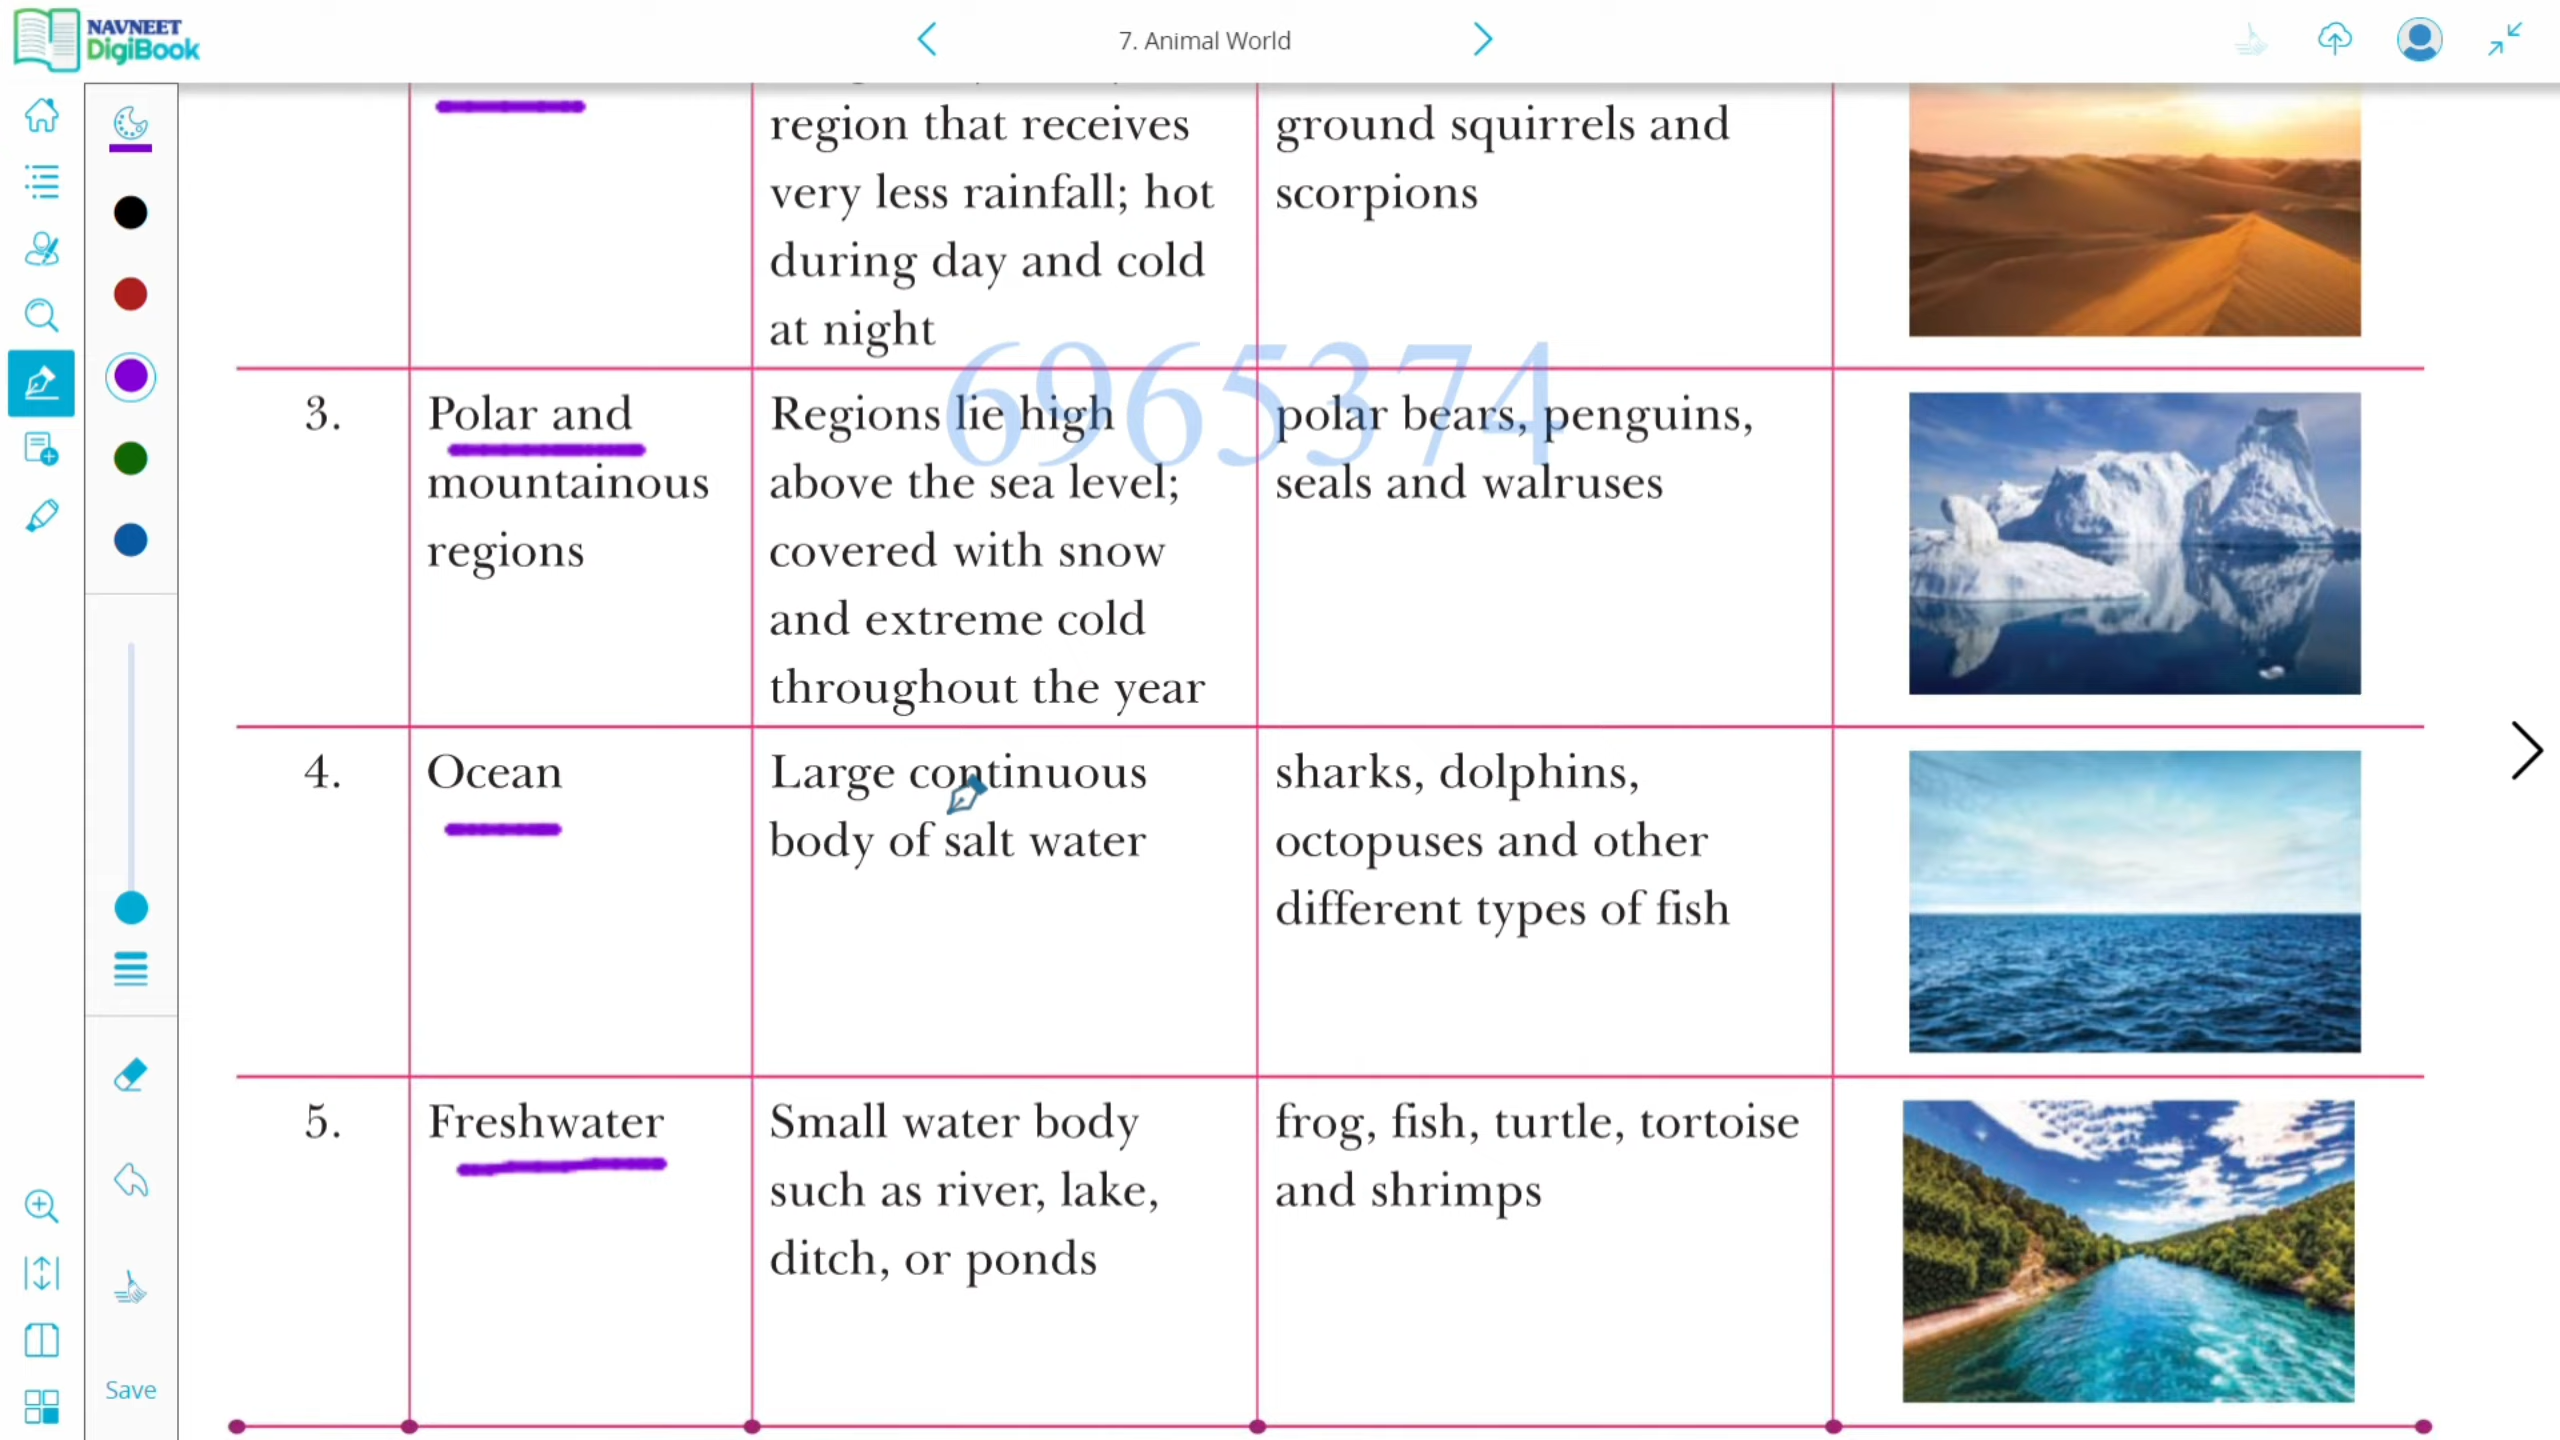 NAVNEET
DigiBook
7. Animal World
region that receives
very less rainfall; hot
during day and cold
at night
ground squirrels and
scorpions
6965374
3.
Polar and
mountainous
regions
Regions lie high
above the sea level;
covered with snow
and extreme cold
throughout the year
polar bears, penguins,
seals and walruses
4.
Ocean
Large continuous
body of salt water
sharks, dolphins,
octopuses and other
different types of fish
5.
Freshwater
Small water body
such as river, lake,
ditch, or ponds
frog, fish, turtle, tortoise
and shrimps
Save